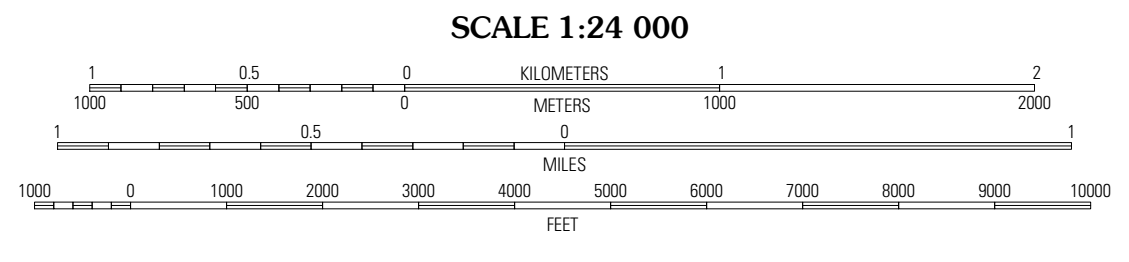 SCALE 1:24 000
1 0.5 0 KILOMETERS 1 2
1000 500 0 METERS 1000 2000
1 0.5 0 1
MILES
1000 0 1000 2000 3000 4000 5000 6000 7000 8000 9000 10000
FEET